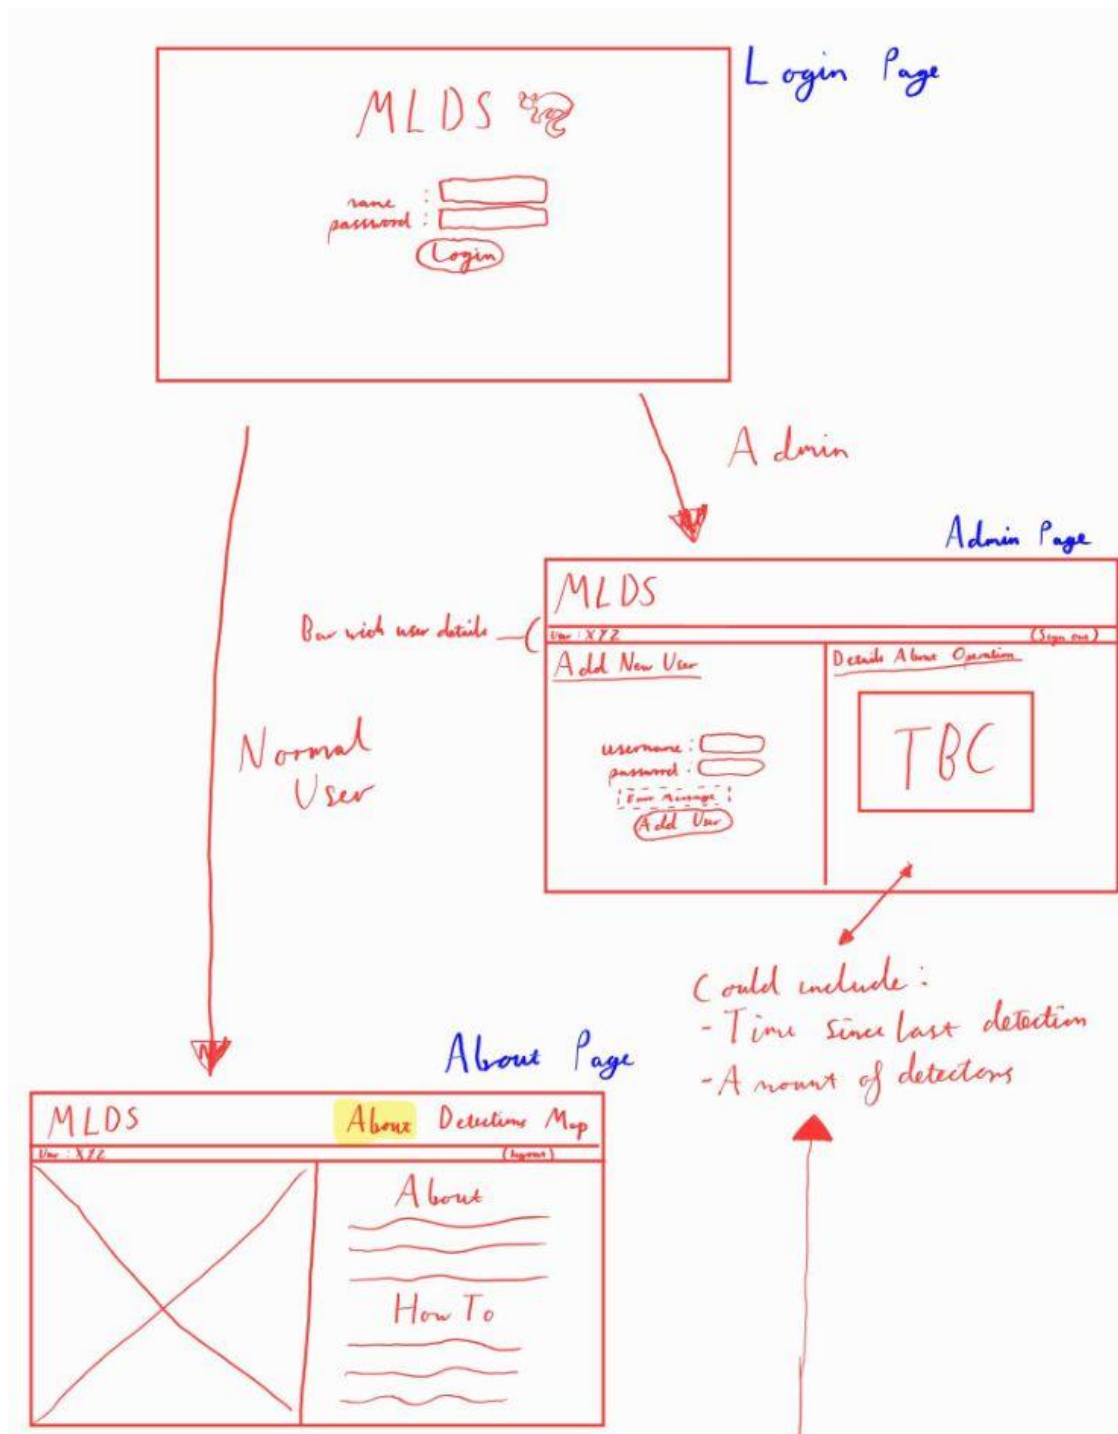 Login Page
MLDS
name :
password :
Login
Admin
Admin Page
MLDS
Bar with user details
User : XYZ
(Sign out)
Add New User
Details About Operation
username :
password :
Error Message
Add User
TBC
Normal
User
Could include :
- Time since last detection
- Amount of detectors
About Page
MLDS
About Detections Map
User : XYZ
About
How To